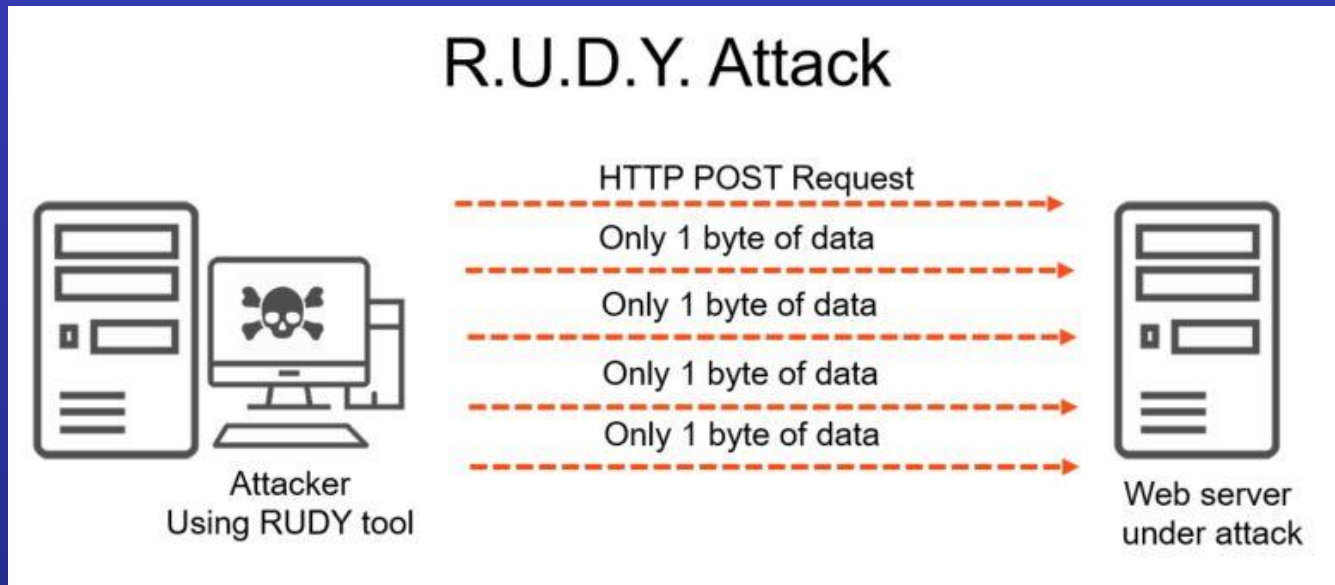 R.U.D.Y. Attack
HTTP POST Request
Only 1 byte of data
Only 1 byte of data
Only 1 byte of data
Only 1 byte of data
Attacker
Using RUDY tool
Web server
under attack